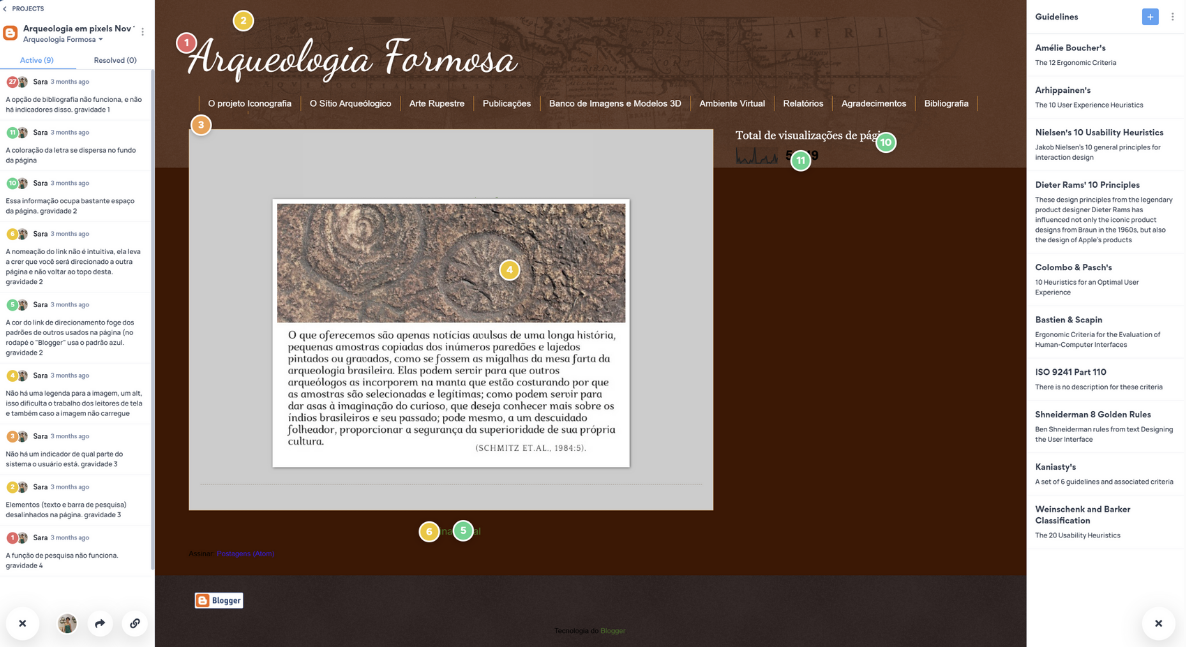 PROJECTS
Arqueologia em pixels Nov
Arqueologia Formosa
Active (9)
Resolved (0)
27 Sara 3 months ago
A opção de bibliografia não funciona, e não
há indicadores disso. gravidade 1
11 Sara 3 months ago
A coloração da letra se dispersa no fundo
da página
10 Sara 3 months ago
Essa informação ocupa bastante espaço
da página. gravidade 2
6 Sara 3 months ago
A nomeação do link não é intuitiva, ela leva
a crer que você será direcionado a outra
página e não voltar ao topo desta.
gravidade 2
5 Sara 3 months ago
A cor do link de direcionamento foge dos
padrões de outros usados na página (no
rodapé o "Blogger" usa o padrão azul.
gravidade 2
4 Sara 3 months ago
Não há uma legenda para a imagem, um alt,
isso dificulta o trabalho dos leitores de tela
e também caso a imagem não carregue
3 Sara 3 months ago
Não há um indicador de qual parte do
sistema o usuário está. gravidade 3
2 Sara 3 months ago
Elementos (texto e barra de pesquisa)
desalinhados na página. gravidade 3
1 Sara 3 months ago
A função de pesquisa não funciona.
gravidade 4
2
1
Arqueologia Formosa
AFRI
O projeto Iconografia
O Sítio Arqueológico
Arte Rupestre
Publicações
Banco de Imagens e Modelos 3D
Ambiente Virtual
Relatórios
Agradecimentos
Bibliografia
3
Total de visualizações de pági
10
5 11 9
4
O que oferecemos são apenas notícias avulsas de uma longa história,
pequenas amostras copiadas dos inúmeros paredões e lajedos
pintados ou gravados, como se fossem as migalhas da mesa farta da
arqueologia brasileira. Elas podem servir para que outros
arqueólogos as incorporem na manta que estão costurando por que
as amostras são selecionadas e legítimas; como podem servir para
dar asas à imaginação do curioso, que deseja conhecer mais sobre os
índios brasileiros e seu passado; pode mesmo, a um descuidado
folheador, proporcionar a segurança da superioridade de sua própria
cultura.
(SCHMITZ ET.AL., 1984:5).
6 5
Assinar: Postagens (Atom)
Blogger
Tecnologia do Blogger
Guidelines
+
Amélie Boucher's
The 12 Ergonomic Criteria
Arhippainen's
The 10 User Experience Heuristics
Nielsen's 10 Usability Heuristics
Jakob Nielsen's 10 general principles for
interaction design
Dieter Rams' 10 Principles
These design principles from the legendary
product designer Dieter Rams has
influenced not only the iconic product
designs from Braun in the 1960s, but also
the design of Apple's products
Colombo & Pasch's
10 Heuristics for an Optimal User
Experience
Bastien & Scapin
Ergonomic Criteria for the Evaluation of
Human-Computer Interfaces
ISO 9241 Part 110
There is no description for these criteria
Shneiderman 8 Golden Rules
Ben Shneiderman rules from text Designing
the User Interface
Kaniasty's
A set of 6 guidelines and associated criteria
Weinschenk and Barker
Classification
The 20 Usability Heuristics